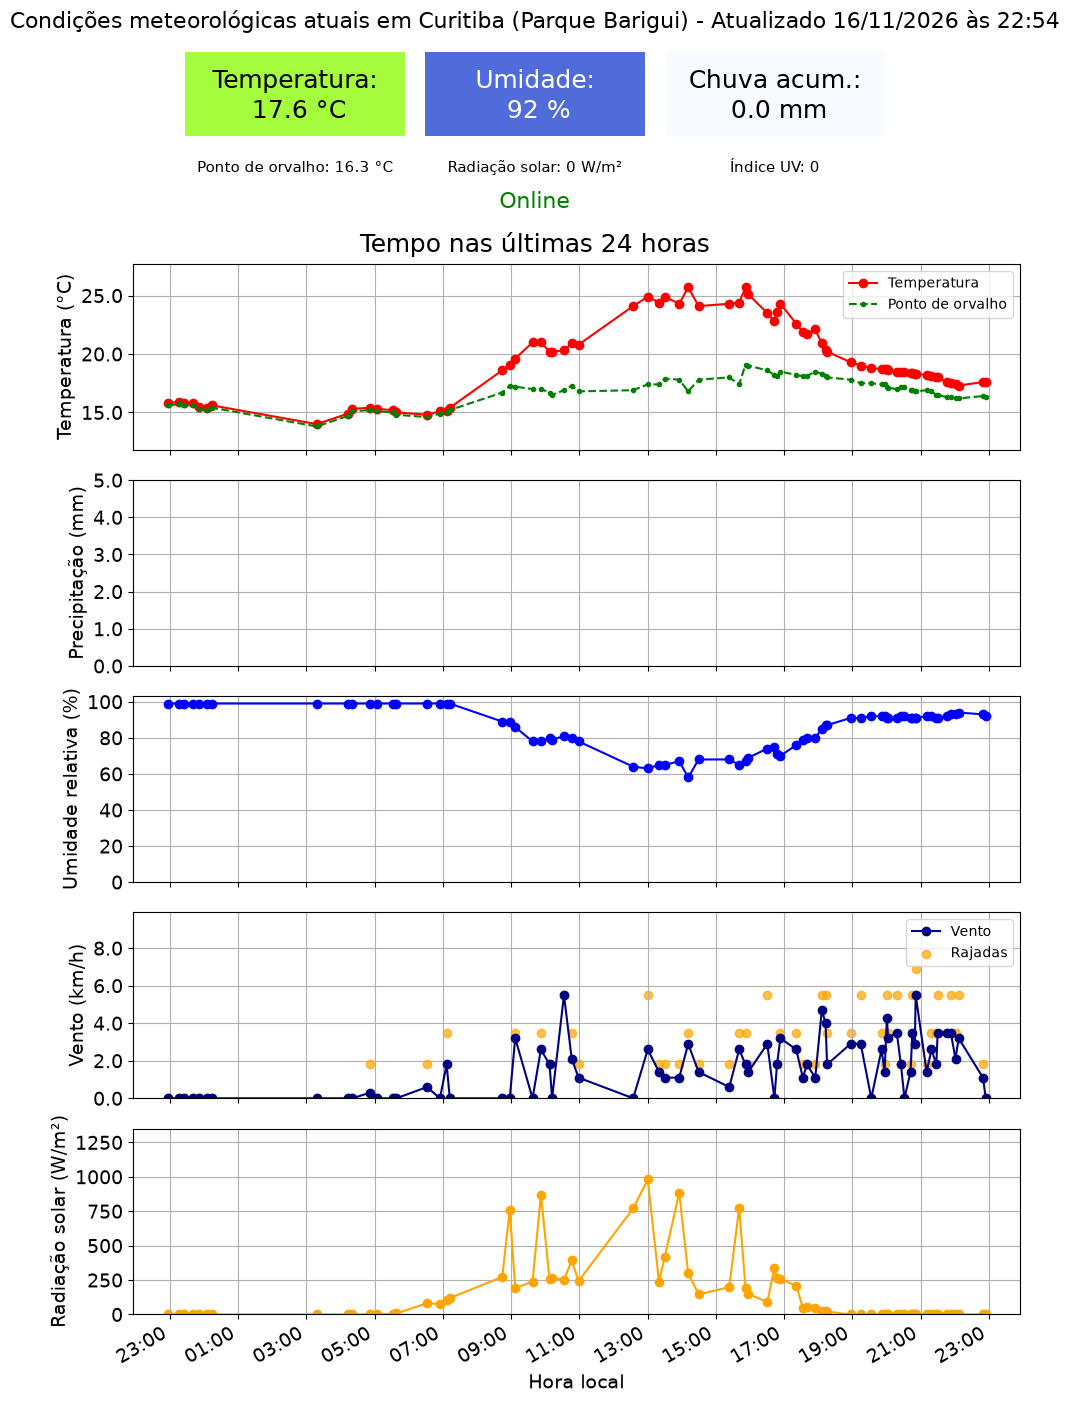 Condições meteorológicas atuais em Curitiba (Parque Barigui) - Atualizado 16/11/2026 às 22:54
Temperatura:
17.6 °C
Umidade:
92 %
Chuva acum.:
0.0 mm
Ponto de orvalho: 16.3 °C
Radiação solar: 0 W/m²
Índice UV: 0
Online
Tempo nas últimas 24 horas
Temperatura (°C)
25.0
20.0
15.0
Temperatura
Ponto de orvalho
Precipitação (mm)
5.0
4.0
3.0
2.0
1.0
0.0
Umidade relativa (%)
100
80
60
40
20
0
Vento (km/h)
8.0
6.0
4.0
2.0
0.0
Vento
Rajadas
Radiação solar (W/m²)
1250
1000
750
500
250
0
23:00
01:00
03:00
05:00
07:00
09:00
11:00
13:00
15:00
17:00
19:00
21:00
23:00
Hora local